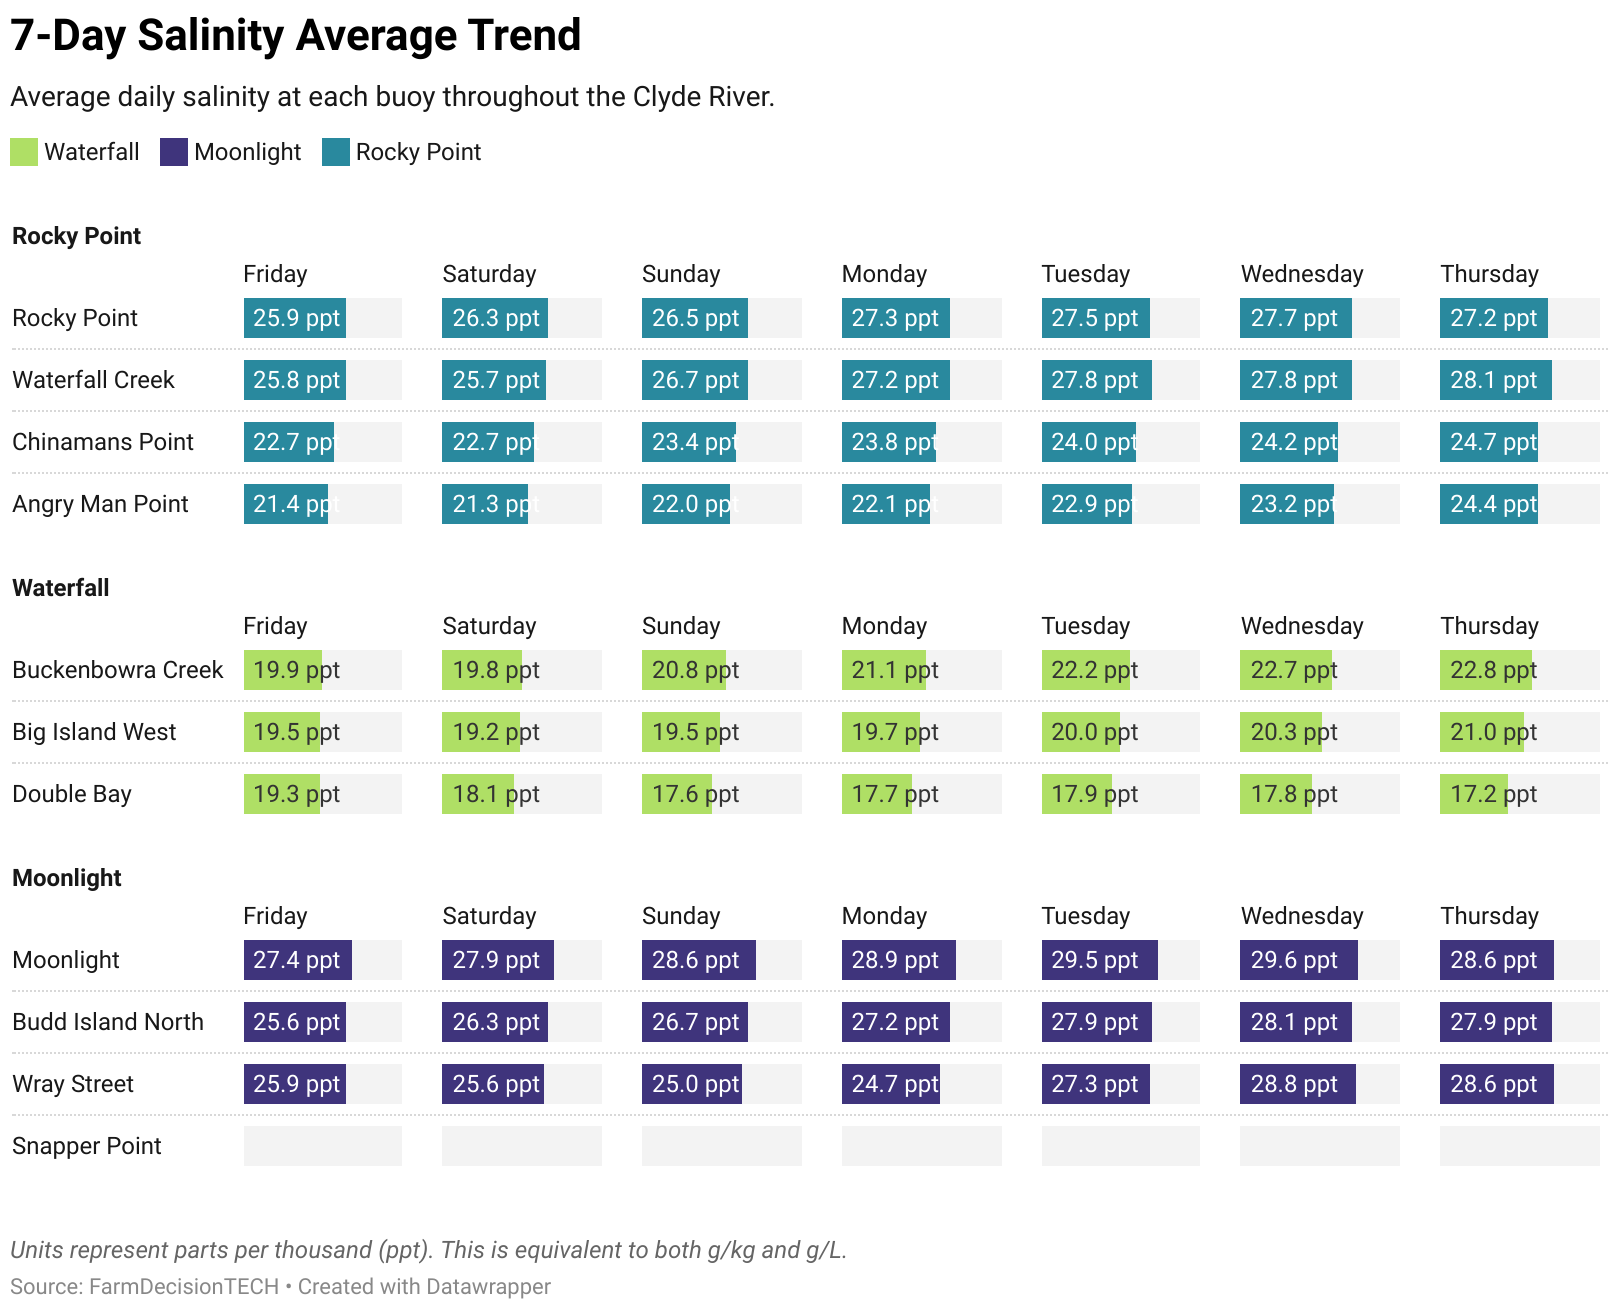 7-Day Salinity Average Trend
Average daily salinity at each buoy throughout the Clyde River.
Waterfall Moonlight Rocky Point
Rocky Point
Friday Saturday Sunday Monday Tuesday Wednesday Thursday
Rocky Point 25.9 ppt 26.3 ppt 26.5 ppt 27.3 ppt 27.5 ppt 27.7 ppt 27.2 ppt
Waterfall Creek 25.8 ppt 25.7 ppt 26.7 ppt 27.2 ppt 27.8 ppt 27.8 ppt 28.1 ppt
Chinamans Point 22.7 ppt 22.7 ppt 23.4 ppt 23.8 ppt 24.0 ppt 24.2 ppt 24.7 ppt
Angry Man Point 21.4 ppt 21.3 ppt 22.0 ppt 22.1 ppt 22.9 ppt 23.2 ppt 24.4 ppt
Waterfall
Friday Saturday Sunday Monday Tuesday Wednesday Thursday
Buckenbowra Creek 19.9 ppt 19.8 ppt 20.8 ppt 21.1 ppt 22.2 ppt 22.7 ppt 22.8 ppt
Big Island West 19.5 ppt 19.2 ppt 19.5 ppt 19.7 ppt 20.0 ppt 20.3 ppt 21.0 ppt
Double Bay 19.3 ppt 18.1 ppt 17.6 ppt 17.7 ppt 17.9 ppt 17.8 ppt 17.2 ppt
Moonlight
Friday Saturday Sunday Monday Tuesday Wednesday Thursday
Moonlight 27.4 ppt 27.9 ppt 28.6 ppt 28.9 ppt 29.5 ppt 29.6 ppt 28.6 ppt
Budd Island North 25.6 ppt 26.3 ppt 26.7 ppt 27.2 ppt 27.9 ppt 28.1 ppt 27.9 ppt
Wray Street 25.9 ppt 25.6 ppt 25.0 ppt 24.7 ppt 27.3 ppt 28.8 ppt 28.6 ppt
Snapper Point
Units represent parts per thousand (ppt). This is equivalent to both g/kg and g/L.
Source: FarmDecisionTECH • Created with Datawrapper